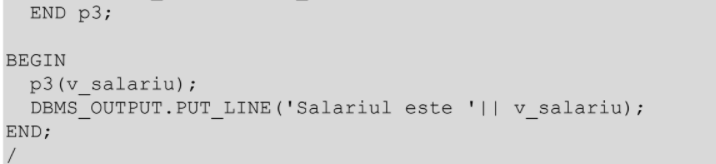 END p3;
BEGIN
p3(v_salariu);
DBMS_OUTPUT.PUT_LINE('Salariul este '|| v_salariu);
END;
/